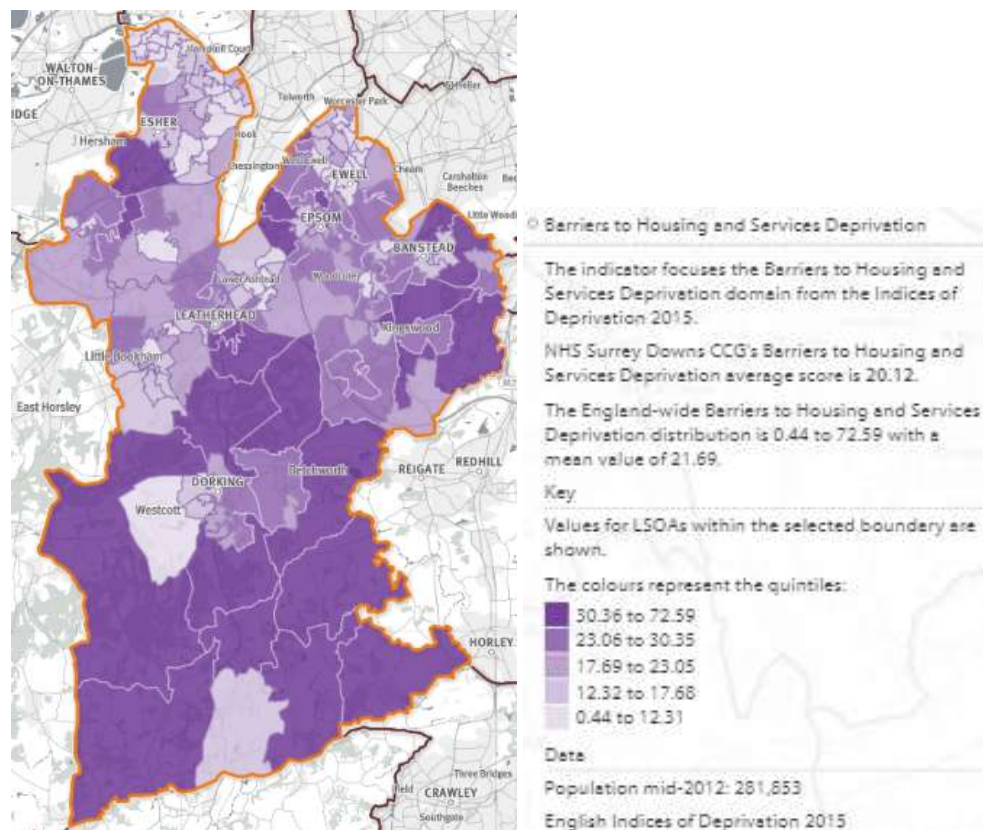 Mansfield Court
WALTON
-ON-THAMES
Tolworth
Worcester Park
ESHER
Hersham
Hook
Chessington
EWELL
Cheam
Carshalton
Beeches
EPSOM
BANSTEAD
Lower Ashtead
LEATHERHEAD
Kingswood
Little Bookham
East Horsley
REIGATE
REDHILL
DORKING
Betchworth
Westcott
HORLEY
Three Bridges
CRAWLEY
Southgate
Barriers to Housing and Services Deprivation
The indicator focuses the Barriers to Housing and
Services Deprivation domain from the Indices of
Deprivation 2015.
NHS Surrey Downs CCG's Barriers to Housing and
Services Deprivation average score is 20.12.
The England-wide Barriers to Housing and Services
Deprivation distribution is 0.44 to 72.59 with a
mean value of 21.69.
Key
Values for LSOAs within the selected boundary are
shown.
The colours represent the quintiles:
30.36 to 72.59
23.06 to 30.35
17.69 to 23.05
12.32 to 17.68
0.44 to 12.31
Data
Population mid-2012: 281,853
English Indices of Deprivation 2015